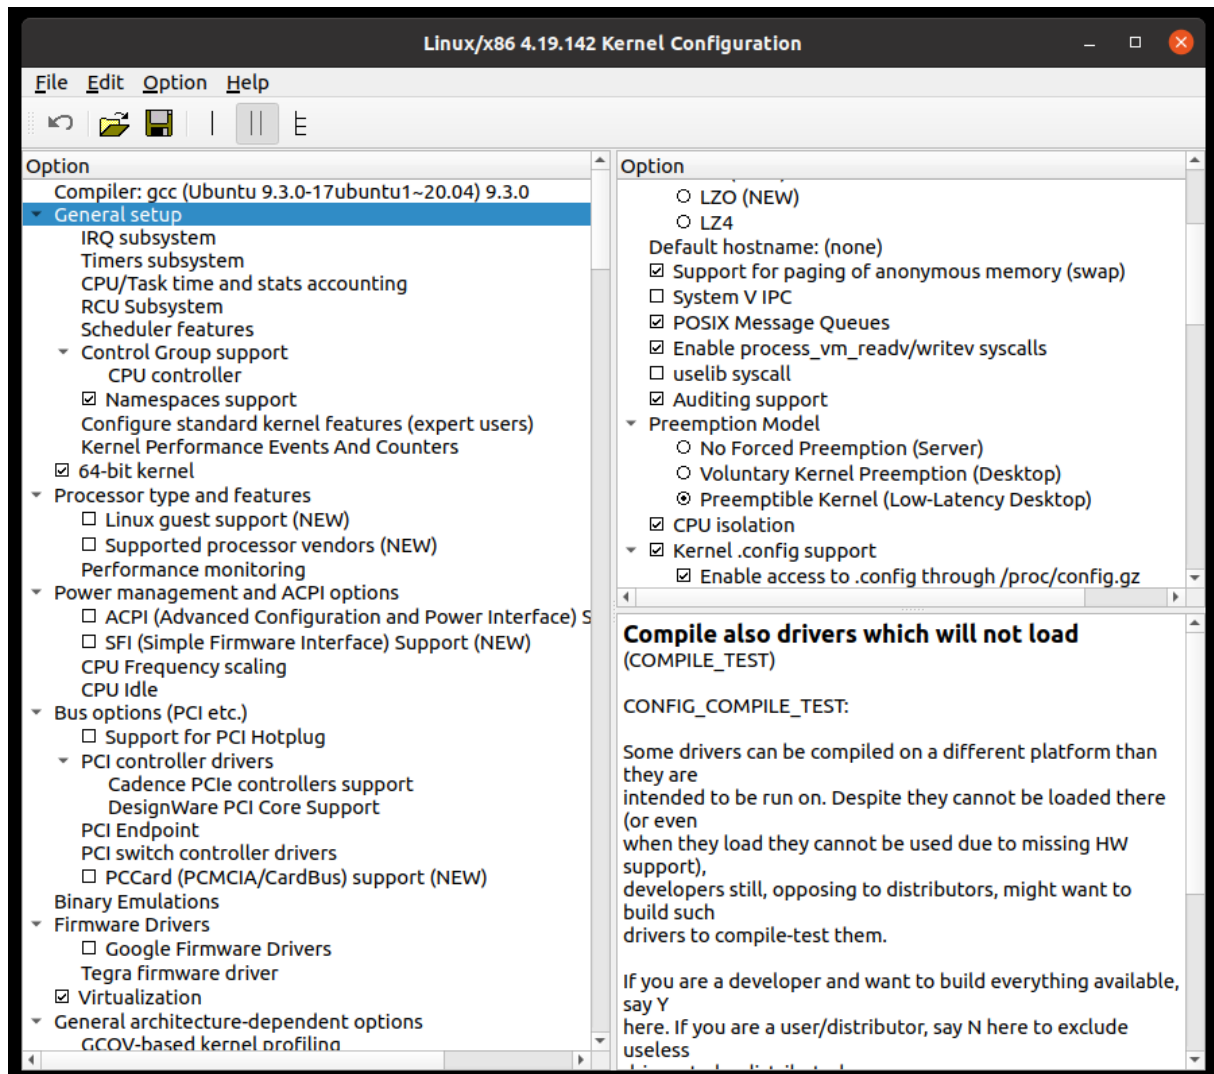 Linux/x86 4.19.142 Kernel Configuration
File Edit Option Help
Option
Compiler: gcc (Ubuntu 9.3.0-17ubuntu1~20.04) 9.3.0
General setup
IRQ subsystem
Timers subsystem
CPU/Task time and stats accounting
RCU Subsystem
Scheduler features
Control Group support
CPU controller
Namespaces support
Configure standard kernel features (expert users)
Kernel Performance Events And Counters
64-bit kernel
Processor type and features
Linux guest support (NEW)
Supported processor vendors (NEW)
Performance monitoring
Power management and ACPI options
ACPI (Advanced Configuration and Power Interface) S
SFI (Simple Firmware Interface) Support (NEW)
CPU Frequency scaling
CPU Idle
Bus options (PCI etc.)
Support for PCI Hotplug
PCI controller drivers
Cadence PCIe controllers support
DesignWare PCI Core Support
PCI Endpoint
PCI switch controller drivers
PCCard (PCMCIA/CardBus) support (NEW)
Binary Emulations
Firmware Drivers
Google Firmware Drivers
Tegra firmware driver
Virtualization
General architecture-dependent options
GCOV-based kernel profiling
Option
LZO (NEW)
LZ4
Default hostname: (none)
Support for paging of anonymous memory (swap)
System V IPC
POSIX Message Queues
Enable process_vm_readv/writev syscalls
uselib syscall
Auditing support
Preemption Model
No Forced Preemption (Server)
Voluntary Kernel Preemption (Desktop)
Preemptible Kernel (Low-Latency Desktop)
CPU isolation
Kernel .config support
Enable access to .config through /proc/config.gz
Compile also drivers which will not load
(COMPILE_TEST)
CONFIG_COMPILE_TEST:
Some drivers can be compiled on a different platform than
they are
intended to be run on. Despite they cannot be loaded there
(or even
when they load they cannot be used due to missing HW
support),
developers still, opposing to distributors, might want to
build such
drivers to compile-test them.
If you are a developer and want to build everything available,
say Y
here. If you are a user/distributor, say N here to exclude
useless